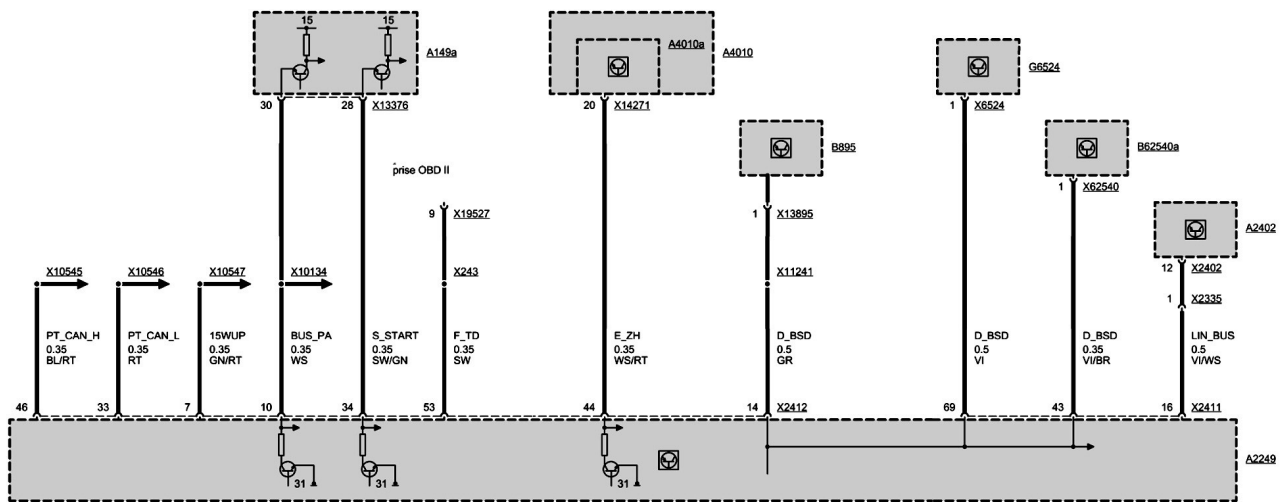 15 15
A149a
A4010a
A4010
G6524
30 28 X13376
20 X14271
1 X6524
B895
B62540a
prise OBD II
1 X62540
9 X19527
1 X13895
A2402
12 X2402
X10545 X10546 X10547 X10134 X243 X11241
1 X2335
PT_CAN_H
0.35
BL/RT
PT_CAN_L
0.35
RT
15WUP
0.35
GN/RT
BUS_PA
0.35
WS
S_START
0.35
SW/GN
F_TD
0.35
SW
E_ZH
0.35
WS/RT
D_BSD
0.5
GR
D_BSD
0.5
VI
D_BSD
0.35
VI/BR
LIN_BUS
0.5
VI/WS
46 33 7 10 34 53 44 14 X2412 69 43 16 X2411
A2249
31 31 31